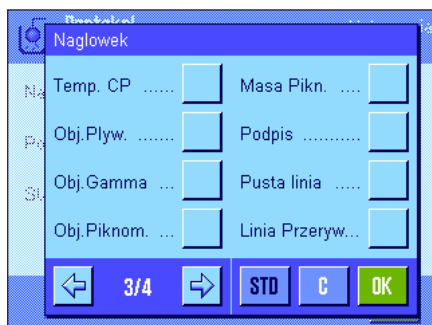 Naglowek
Temp. CP ......
Masa Pikn. ....
Obj.Plyw. .......
Podpis ...........
Obj.Gamma ...
Pusta linia .....
Obj.Piknom. ...
Linia Przeryw...
3/4
STD
C
OK